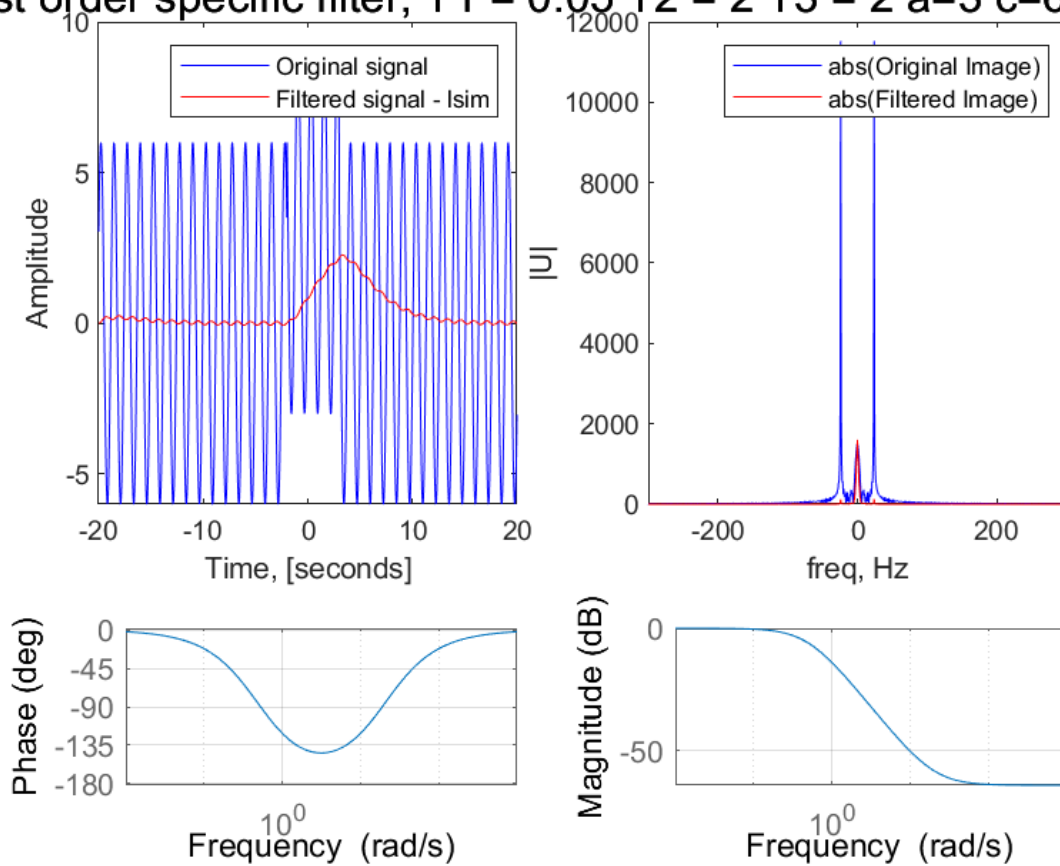 st order specific filter, T1 = 0.05 T2 = 2 T3 = 2 a=3 c=
Original signal
Filtered signal - lsim
Amplitude
10
5
0
-5
-20
-10
0
10
20
Time, [seconds]
abs(Original Image)
abs(Filtered Image)
|U|
12000
10000
8000
6000
4000
2000
0
-200
0
200
freq, Hz
Phase (deg)
0
-45
-90
-135
-180
10^0
Frequency (rad/s)
Magnitude (dB)
0
-50
10^0
Frequency (rad/s)